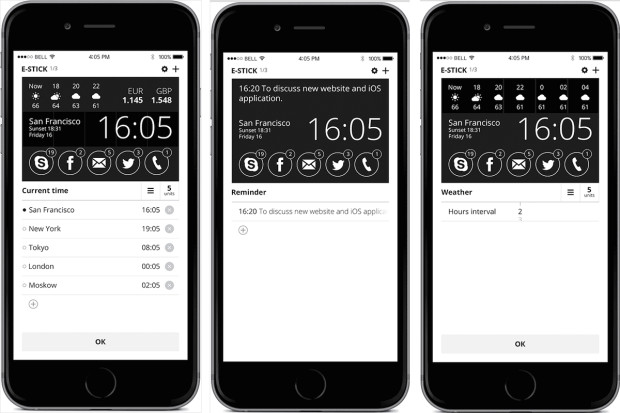 ●●●○○ BELL 4:05 PM 100%
E-STICK 1/3
Now 18 20 22 EUR GBP
66 64 63 61 1.145 1.548
San Francisco 16:05
Sunset 18:31
Friday 16
19 2 5 3 1
Current time 5 units
San Francisco 16:05
New York 19:05
Tokyo 08:05
London 00:05
Moskow 02:05
OK
●●●○○ BELL 4:05 PM 100%
E-STICK 1/3
16:20 To discuss new website and iOS
application.
San Francisco 16:05
Sunset 18:31
Friday 16
19 2 5 3 1
Reminder
16:20 To discuss new website and iOS applica
●●●○○ BELL 4:05 PM 100%
E-STICK 1/3
Now 18 20 22 0 02 04
66 64 63 61 61 61 61
San Francisco 16:05
Sunset 18:31
Friday 16
19 2 5 3 1
Weather 5 units
Hours interval 2
OK